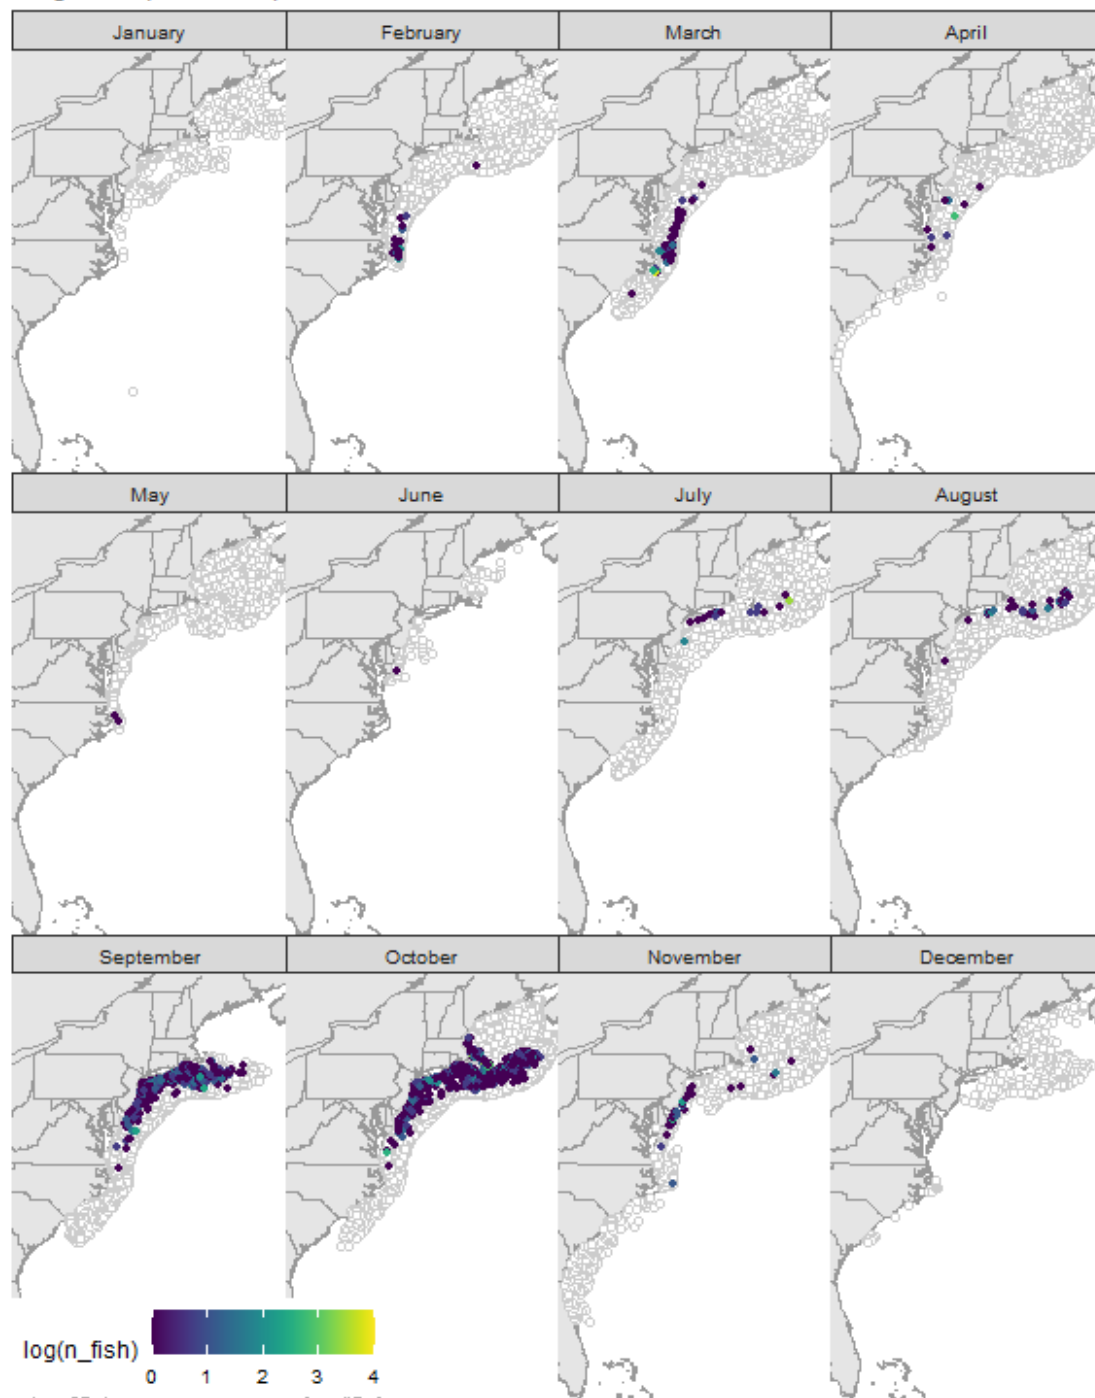 January February March April
May June July August
September October November December
log(n_fish)
0 1 2 3 4